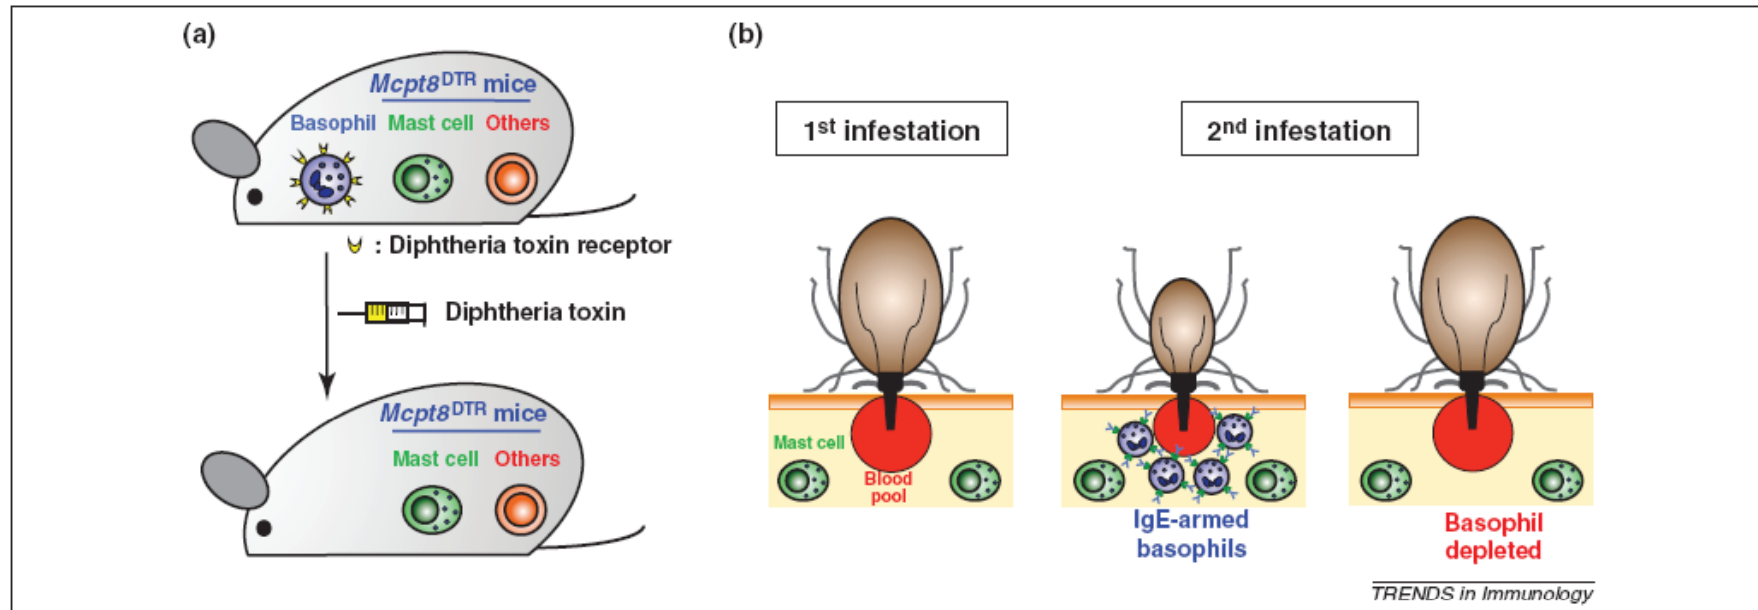 (a)
Mcpt8DTR mice
Basophil Mast cell Others
: Diphtheria toxin receptor
Diphtheria toxin
Mcpt8DTR mice
Mast cell Others
(b)
1st infestation
2nd infestation
Mast cell
Blood
pool
IgE-armed
basophils
Basophil
depleted
TRENDS in Immunology